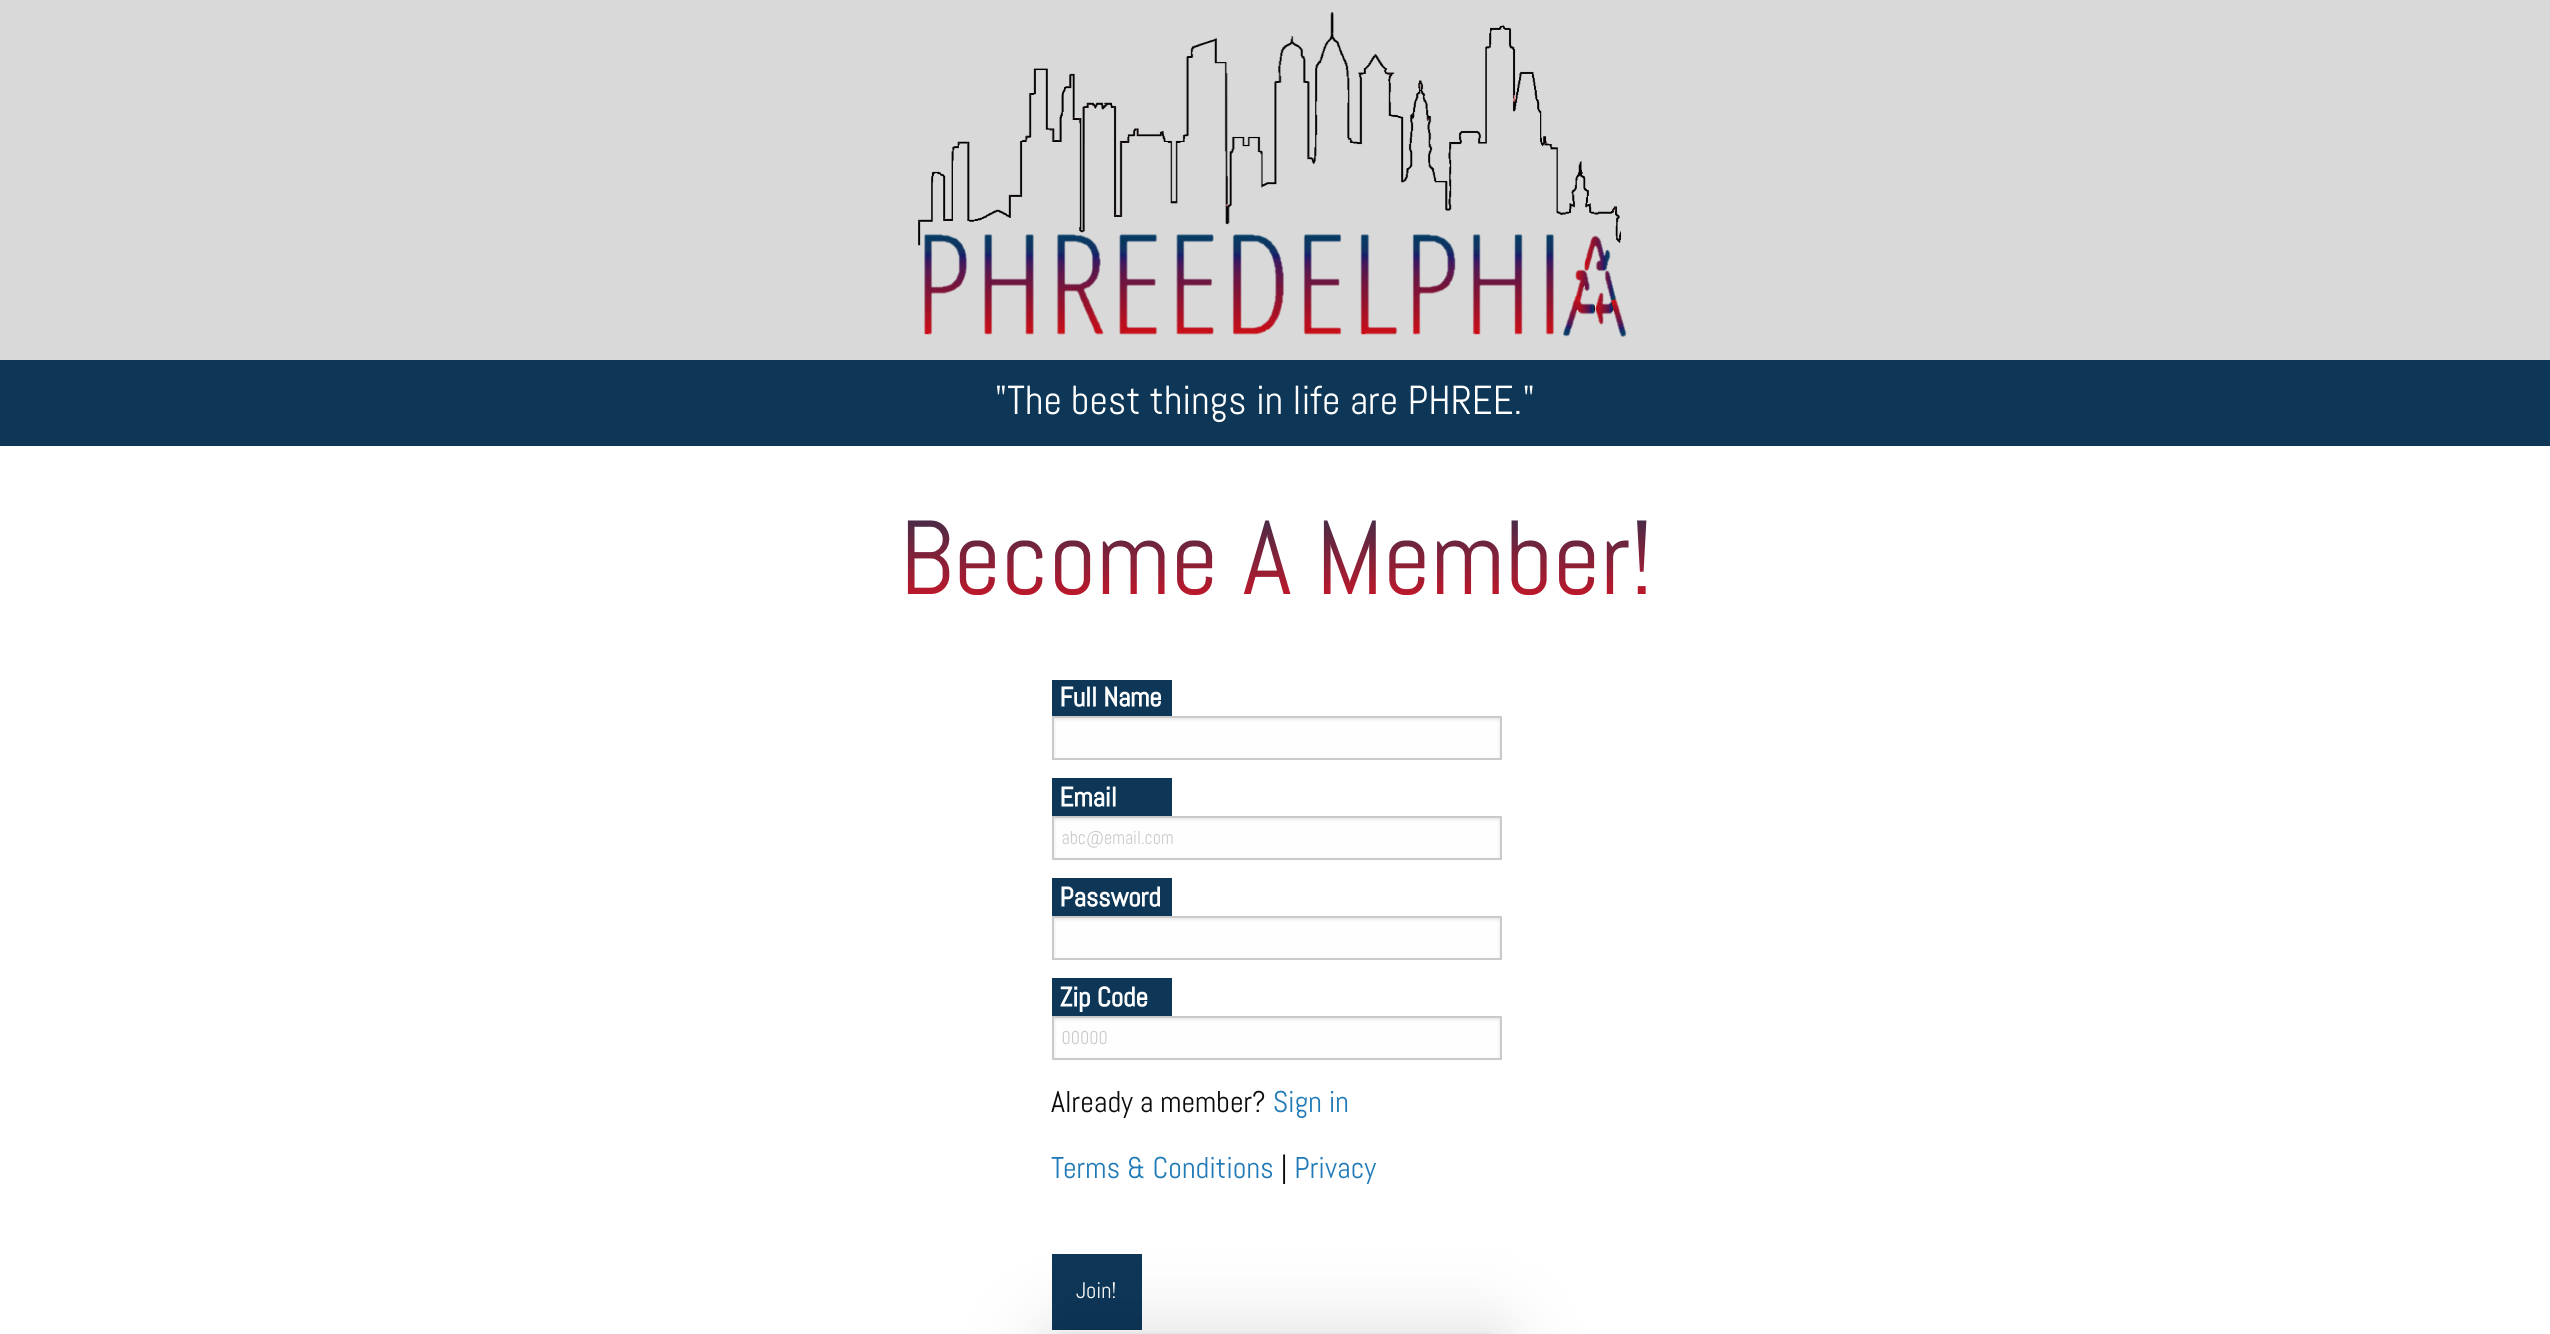 PHREEDELPHIA
"The best things in life are PHREE."
Become A Member!
Full Name
Email
abc@email.com
Password
Zip Code
00000
Already a member? Sign in
Terms & Conditions | Privacy
Join!